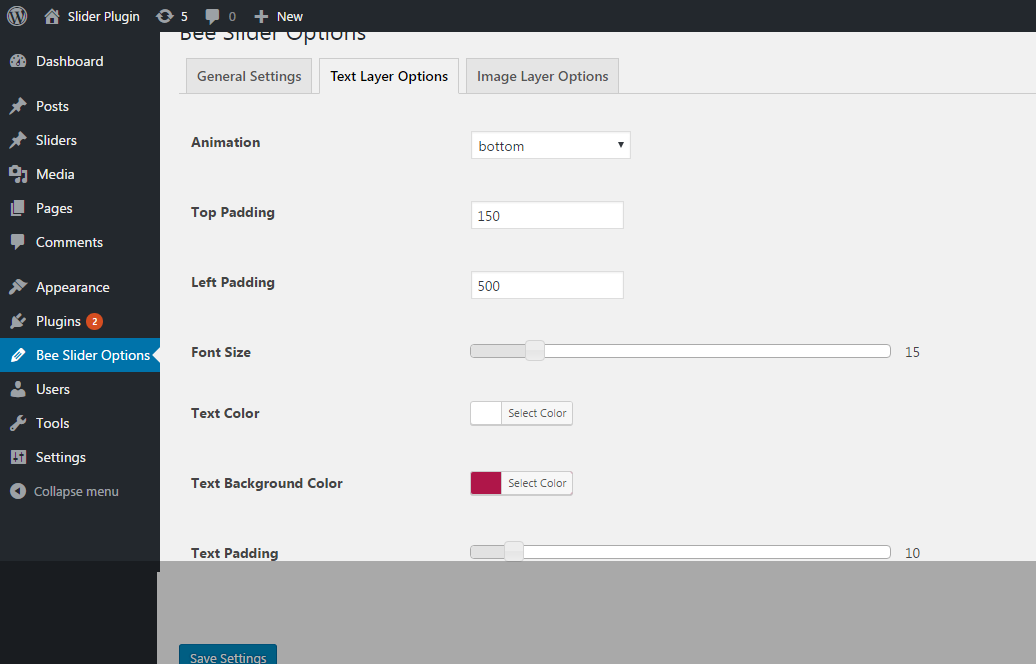 Slider Plugin 5 0 New
Bee Slider Options
Dashboard
Posts
Sliders
Media
Pages
Comments
Appearance
Plugins 2
Bee Slider Options
Users
Tools
Settings
Collapse menu
General Settings Text Layer Options Image Layer Options
Animation bottom
Top Padding 150
Left Padding 500
Font Size 15
Text Color Select Color
Text Background Color Select Color
Text Padding 10
Save Settings